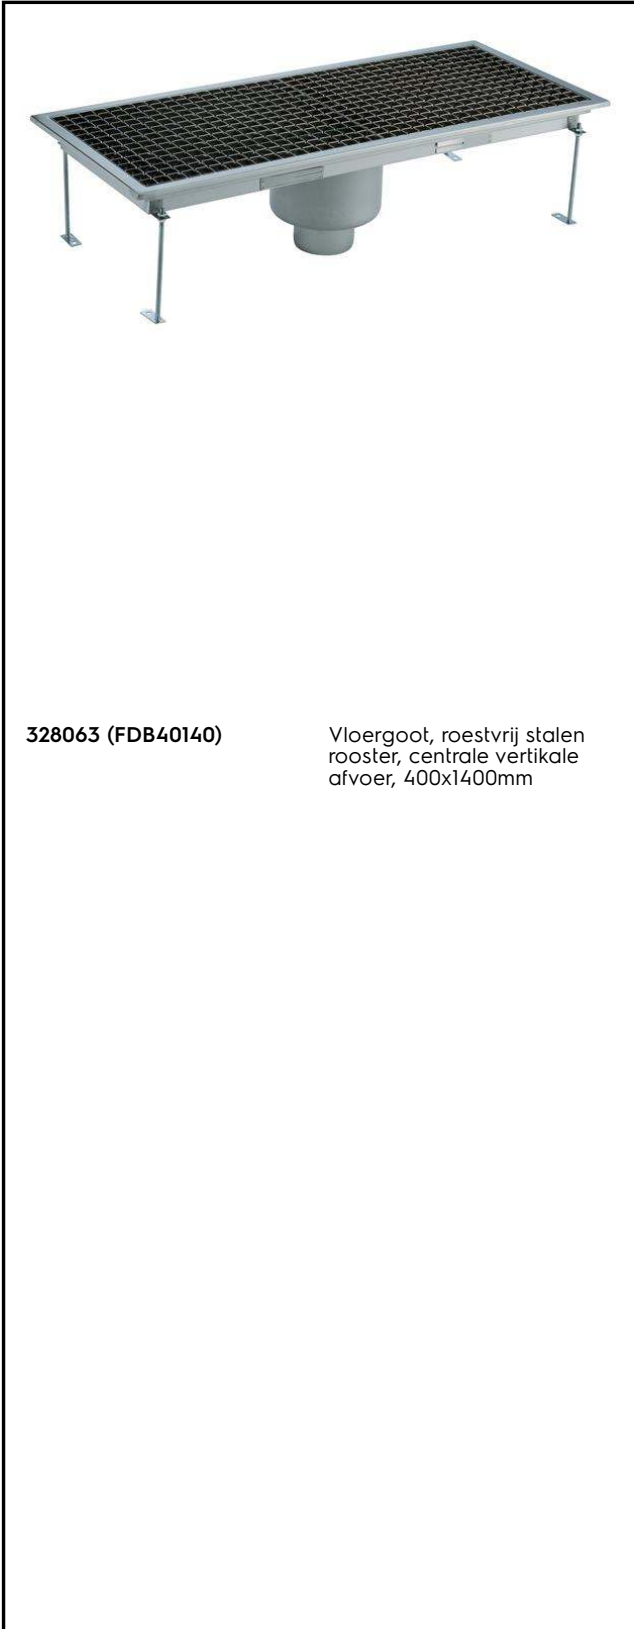 328063 (FDB40140)
Vloergoot, roestvrij stalen
rooster, centrale vertikale
afvoer, 400x1400mm